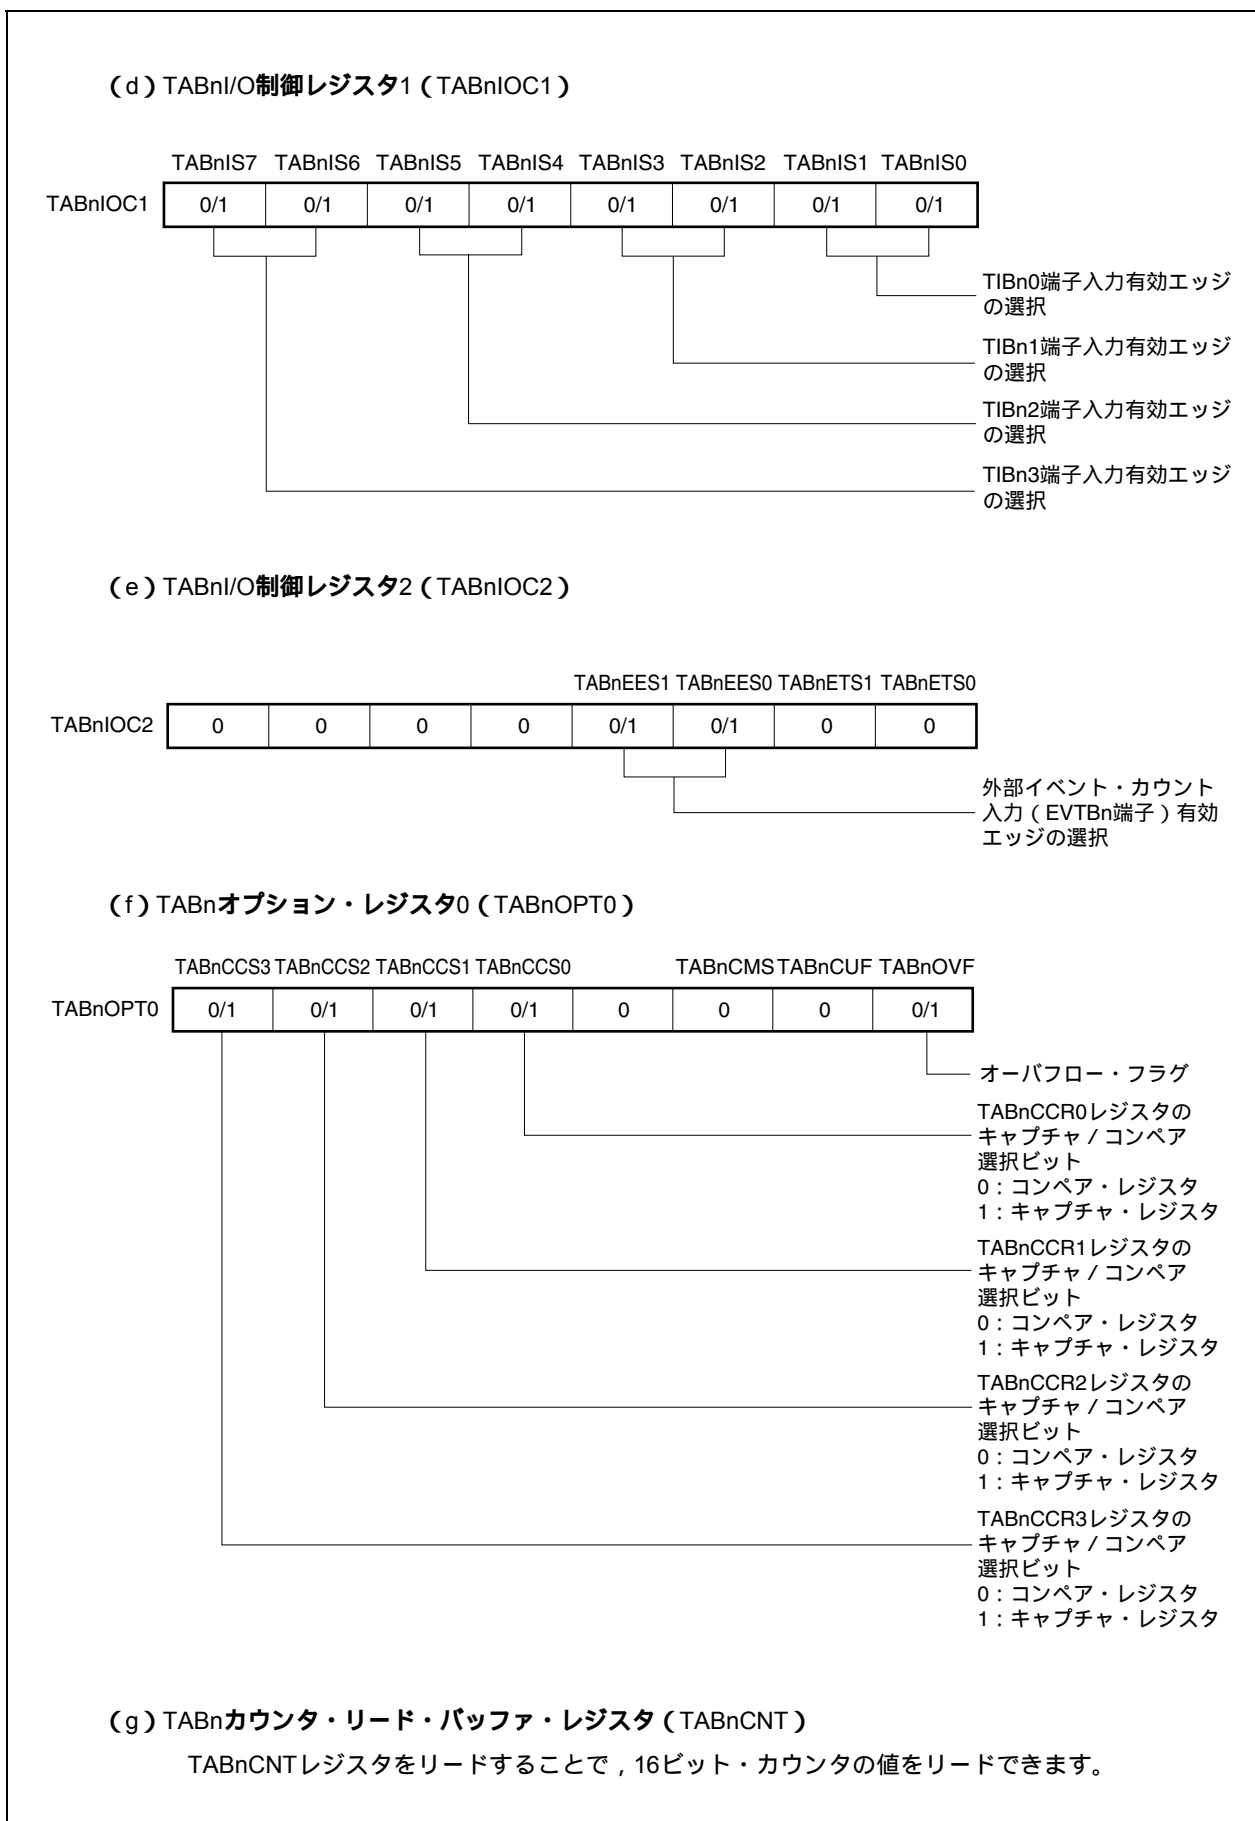 (d)TABnI/O制御レジスタ1(TABnIOC1)
TABnIS7 TABnIS6 TABnIS5 TABnIS4 TABnIS3 TABnIS2 TABnIS1 TABnIS0
TABnIOC1 0/1 0/1 0/1 0/1 0/1 0/1 0/1 0/1
TIBn0端子入力有効エッジ
の選択
TIBn1端子入力有効エッジ
の選択
TIBn2端子入力有効エッジ
の選択
TIBn3端子入力有効エッジ
の選択
(e)TABnI/O制御レジスタ2(TABnIOC2)
TABnEES1 TABnEES0 TABnETS1 TABnETS0
TABnIOC2 0 0 0 0 0/1 0/1 0 0
外部イベント・カウント
入力(EVTBn端子)有効
エッジの選択
(f)TABnオプション・レジスタ0(TABnOPT0)
TABnCCS3 TABnCCS2 TABnCCS1 TABnCCS0 TABnCMS TABnCUF TABnOVF
TABnOPT0 0/1 0/1 0/1 0/1 0 0 0 0/1
オーバフロー・フラグ
TABnCCR0レジスタの
キャプチャ/コンペア
選択ビット
0:コンペア・レジスタ
1:キャプチャ・レジスタ
TABnCCR1レジスタの
キャプチャ/コンペア
選択ビット
0:コンペア・レジスタ
1:キャプチャ・レジスタ
TABnCCR2レジスタの
キャプチャ/コンペア
選択ビット
0:コンペア・レジスタ
1:キャプチャ・レジスタ
TABnCCR3レジスタの
キャプチャ/コンペア
選択ビット
0:コンペア・レジスタ
1:キャプチャ・レジスタ
(g)TABnカウンタ・リード・バッファ・レジスタ(TABnCNT)
TABnCNTレジスタをリードすることで,16ビット・カウンタの値をリードできます。